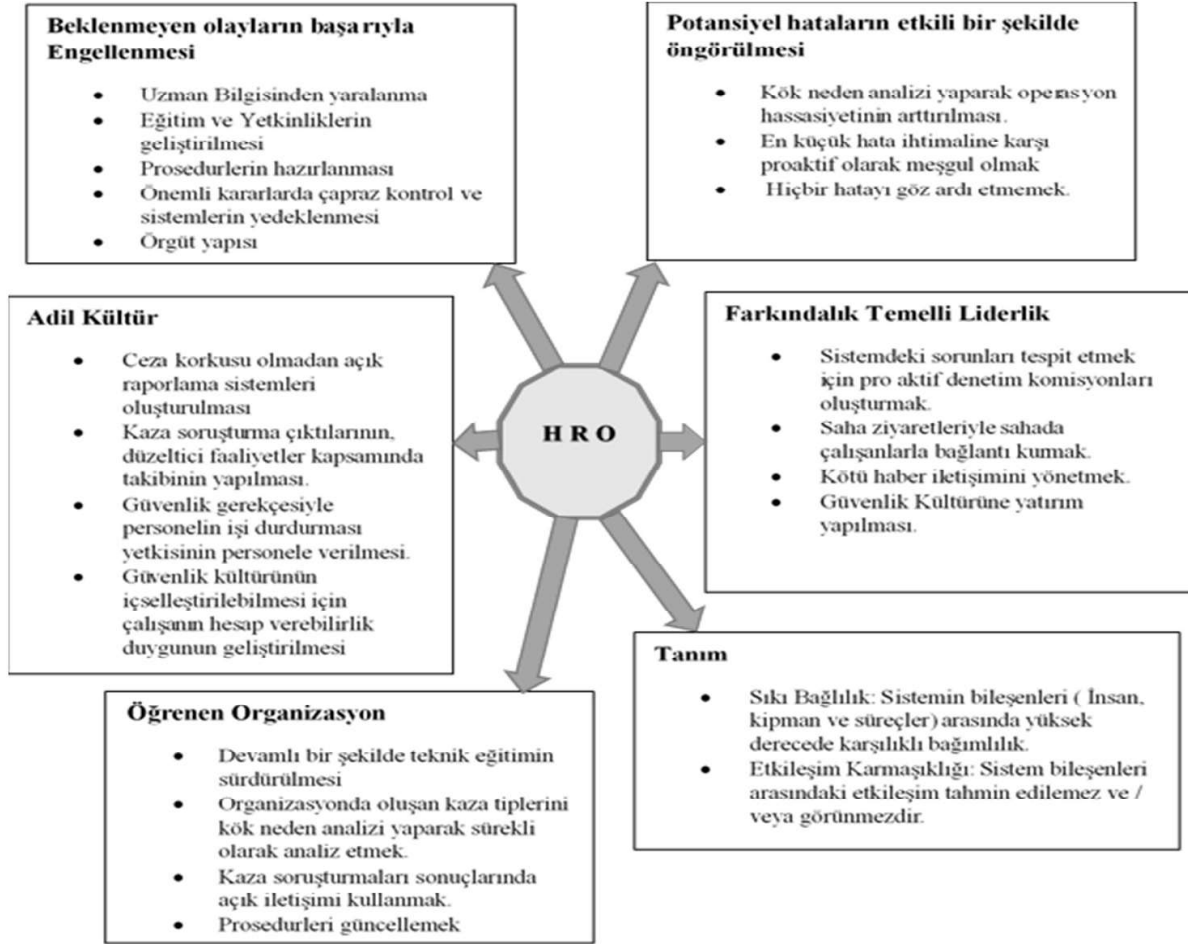 Beklenmeyen olayların başarıyla
Engellenmesi
• Uzman Bilgisinden yaralanma
• Eğitim ve Yetkinliklerin
geliştirilmesi
• Prosedurlerin hazırlanması
• Önemli kararlarda çapraz kontrol ve
sistemlerin yedeklenmesi
• Örgüt yapısı
Potansiyel hataların etkili bir şekilde
öngörülmesi
• Kök neden analizi yaparak operasyon
hassasiyetinin arttırılması.
• En küçük hata ihtimaline karşı
proaktif olarak meşgul olmak
• Hiçbir hatayı göz ardı etmemek.
Adil Kültür
• Ceza korkusu olmadan açık
raporlama sistemleri
oluşturulması
• Kaza soruşturma çıktılarının,
düzeltici faaliyetler kapsamında
takibinin yapılması.
• Güvenlik gerekçesiyle
personelin işi durdurması
yetkisinin personele verilmesi.
• Güvenlik kültürünün
içselleştirilebilmesi için
çalışanın hesap verebilirlik
duygunun geliştirilmesi
H R O
Farkındalık Temelli Liderlik
• Sistemdeki sorunları tespit etmek
için pro aktif denetim komisyonları
oluşturmak.
• Saha ziyaretleriyle sahada
çalışanlarla bağlantı kurmak.
• Kötü haber iletişimini yönetmek.
• Güvenlik Kültürüne yatırım
yapılması.
Öğrenen Organizasyon
• Devamlı bir şekilde teknik eğitimin
sürdürülmesi
• Organizasyonda oluşan kaza tiplerini
kök neden analizi yaparak sürekli
olarak analiz etmek.
• Kaza soruşturmaları sonuçlarında
açık iletişimi kullanmak.
• Prosedurleri güncellemek
Tanım
• Sıkı Bağlılık: Sistemin bileşenleri ( İnsan,
kipman ve süreçler) arasında yüksek
derecede karşılıklı bağımlılık.
• Etkileşim Karmaşıklığı: Sistem bileşenleri
arasındaki etkileşim tahmin edilemez ve /
veya görünmezdir.